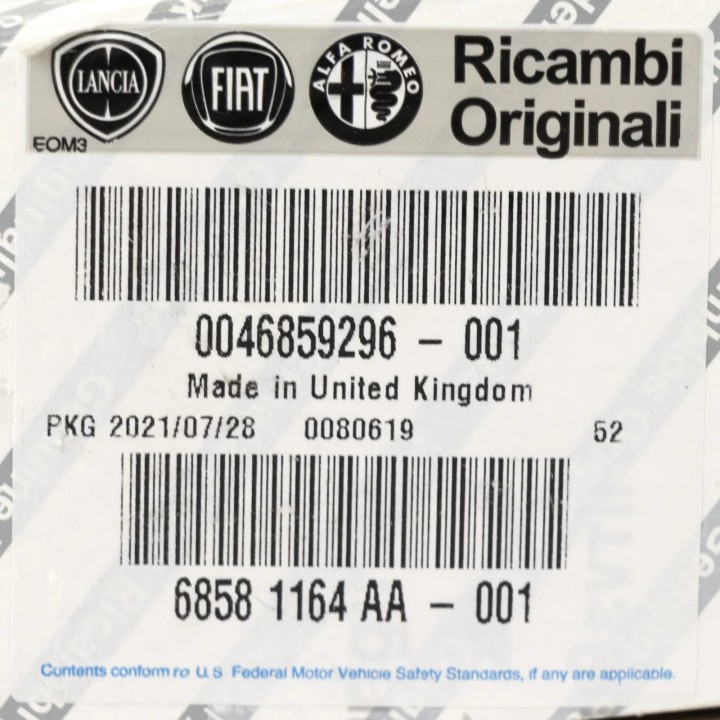 LANCIA
FIAT
ALFA ROMEO
Ricambi
Originali
EOM3
0046859296 - 001
Made in United Kingdom
PKG 2021/07/28 0080619 52
6858 1164 AA - 001
Contents conform ro U.S Federal Motor Vehicle Safety Standards, if any are applicable.